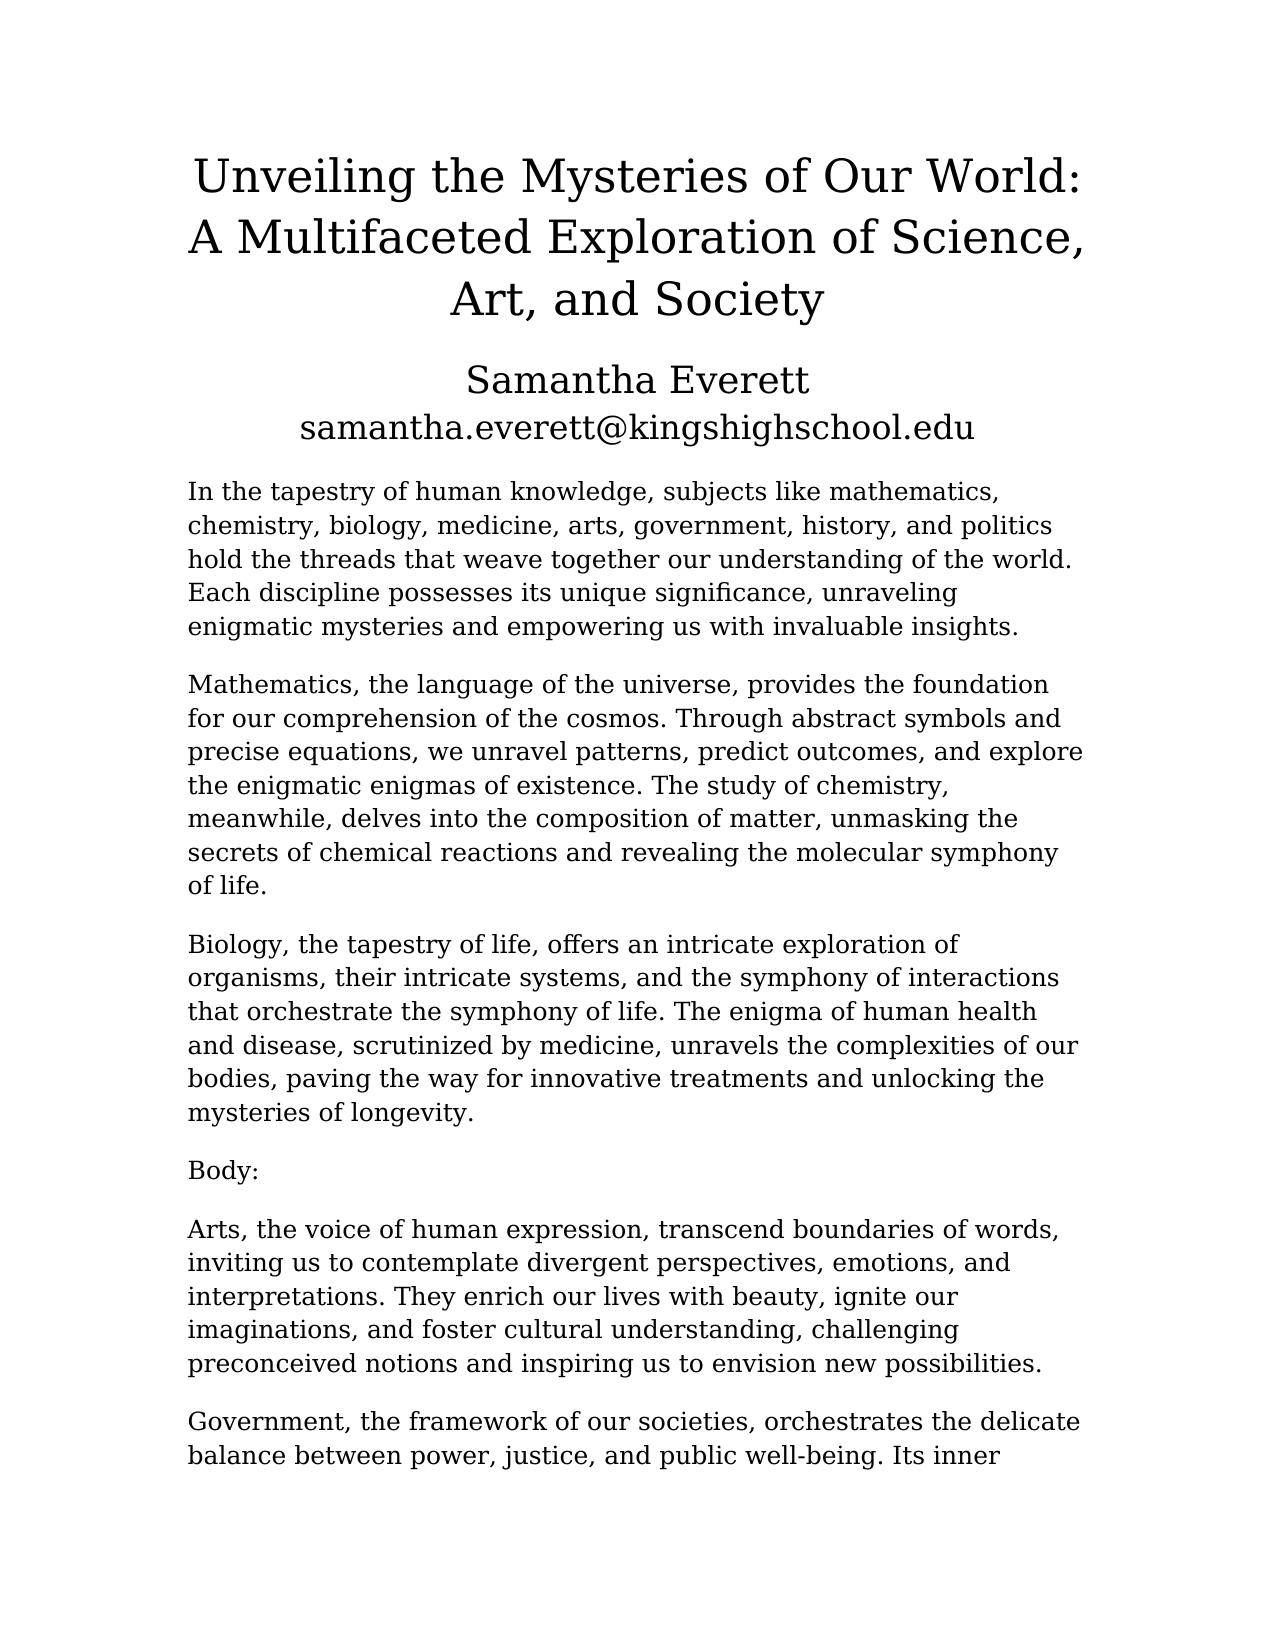 Unveiling the Mysteries of Our World:
A Multifaceted Exploration of Science,
Art, and Society
Samantha Everett
samantha.everett@kingshighschool.edu
In the tapestry of human knowledge, subjects like mathematics,
chemistry, biology, medicine, arts, government, history, and politics
hold the threads that weave together our understanding of the world.
Each discipline possesses its unique significance, unraveling
enigmatic mysteries and empowering us with invaluable insights.
Mathematics, the language of the universe, provides the foundation
for our comprehension of the cosmos. Through abstract symbols and
precise equations, we unravel patterns, predict outcomes, and explore
the enigmatic enigmas of existence. The study of chemistry,
meanwhile, delves into the composition of matter, unmasking the
secrets of chemical reactions and revealing the molecular symphony
of life.
Biology, the tapestry of life, offers an intricate exploration of
organisms, their intricate systems, and the symphony of interactions
that orchestrate the symphony of life. The enigma of human health
and disease, scrutinized by medicine, unravels the complexities of our
bodies, paving the way for innovative treatments and unlocking the
mysteries of longevity.
Body:
Arts, the voice of human expression, transcend boundaries of words,
inviting us to contemplate divergent perspectives, emotions, and
interpretations. They enrich our lives with beauty, ignite our
imaginations, and foster cultural understanding, challenging
preconceived notions and inspiring us to envision new possibilities.
Government, the framework of our societies, orchestrates the delicate
balance between power, justice, and public well-being. Its inner